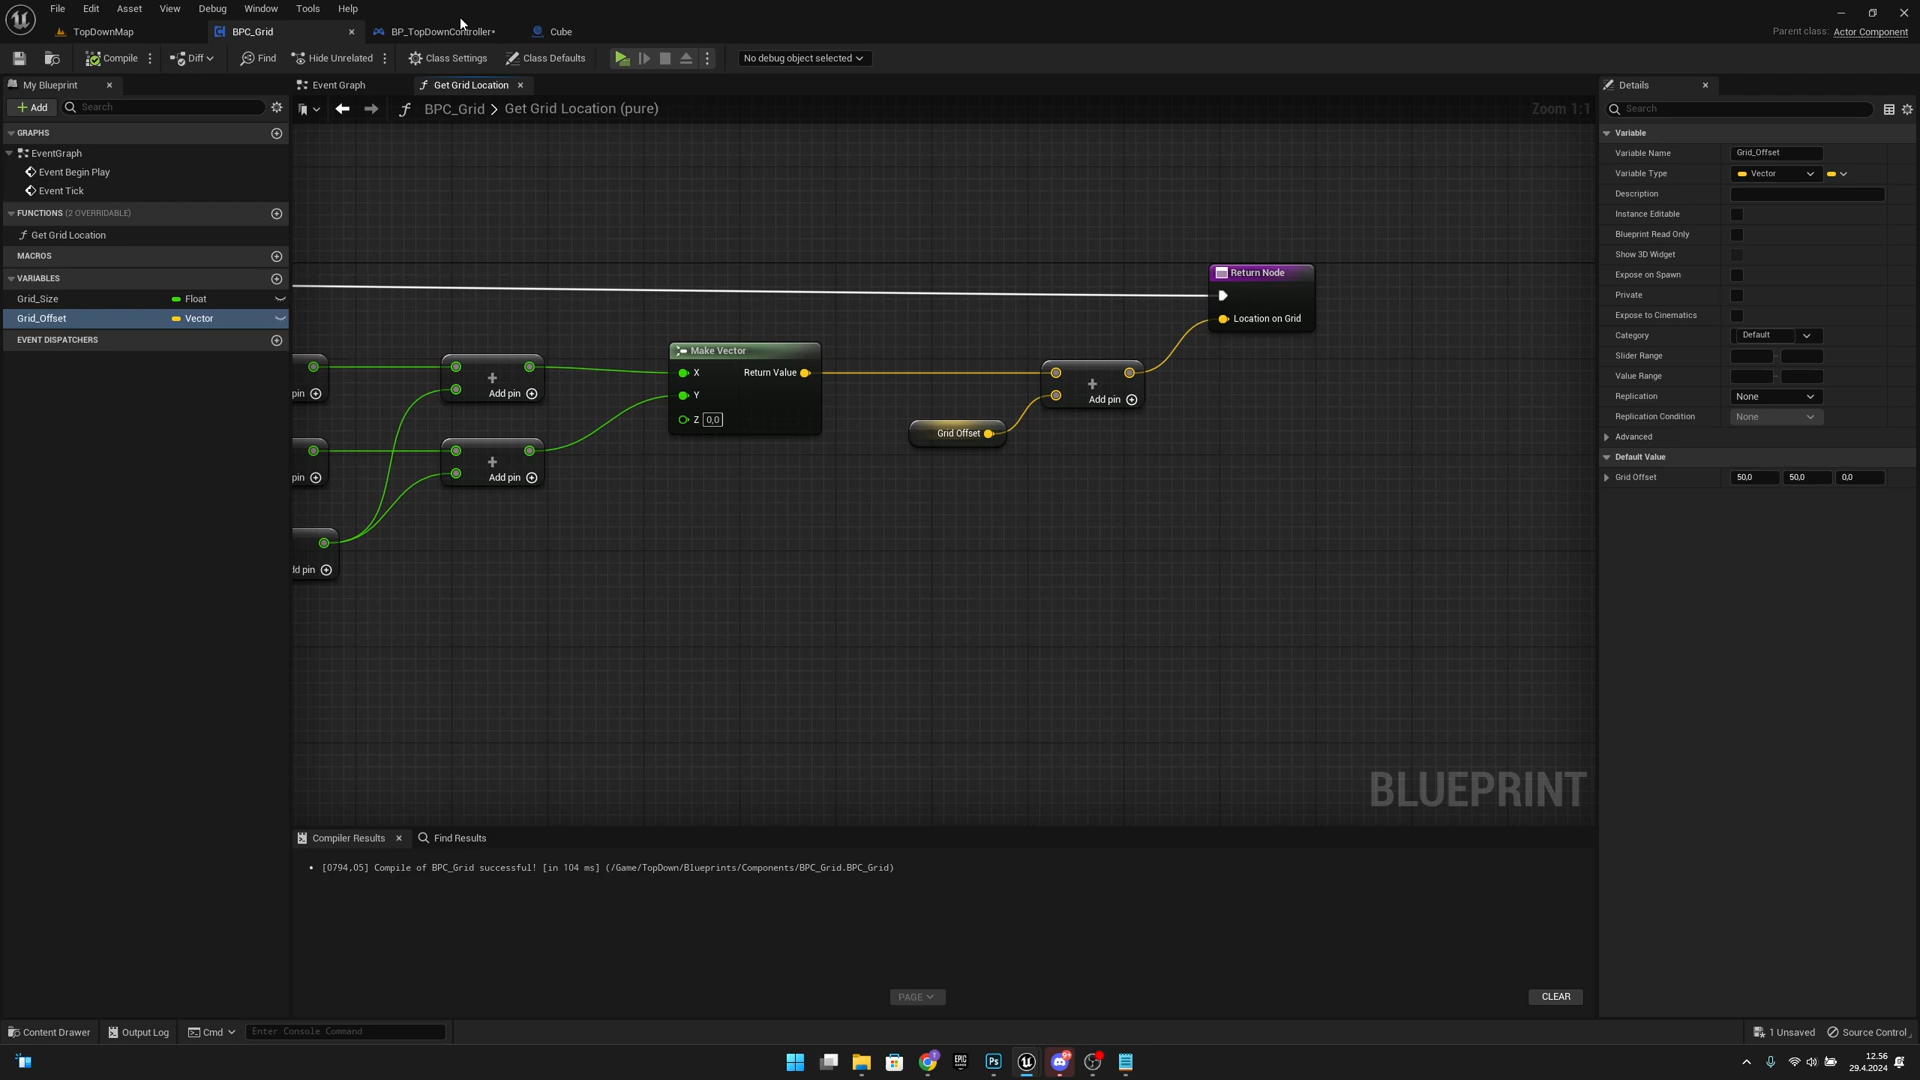 File Edit Asset View Debug Window Tools Help
TopDownMap BPC_Grid BP_TopDownController* Cube
Parent class: Actor Component
Compile Diff Find Hide Unrelated Class Settings Class Defaults No debug object selected
My Blueprint
Add Search
GRAPHS
EventGraph
Event Begin Play
Event Tick
FUNCTIONS (2 OVERRIDABLE)
Get Grid Location
MACROS
VARIABLES
Grid_Size Float
Grid_Offset Vector
EVENT DISPATCHERS
Event Graph Get Grid Location
BPC_Grid > Get Grid Location (pure)
Zoom 1:1
Return Node
Location on Grid
Make Vector
X Return Value
Y
Z 0,0
pin
Add pin
Add pin
Grid Offset
pin
Add pin
dd pin
BLUEPRINT
Compiler Results Find Results
• [0794,05] Compile of BPC_Grid successful! [in 104 ms] (/Game/TopDown/Blueprints/Components/BPC_Grid.BPC_Grid)
PAGE
CLEAR
Details
Search
Variable
Variable Name Grid_Offset
Variable Type Vector
Description
Instance Editable
Blueprint Read Only
Show 3D Widget
Expose on Spawn
Private
Expose to Cinematics
Category Default
Slider Range
Value Range
Replication None
Replication Condition None
Advanced
Default Value
Grid Offset 50,0 50,0 0,0
Content Drawer Output Log Cmd Enter Console Command
1 Unsaved Source Control
12.56
29.4.2024